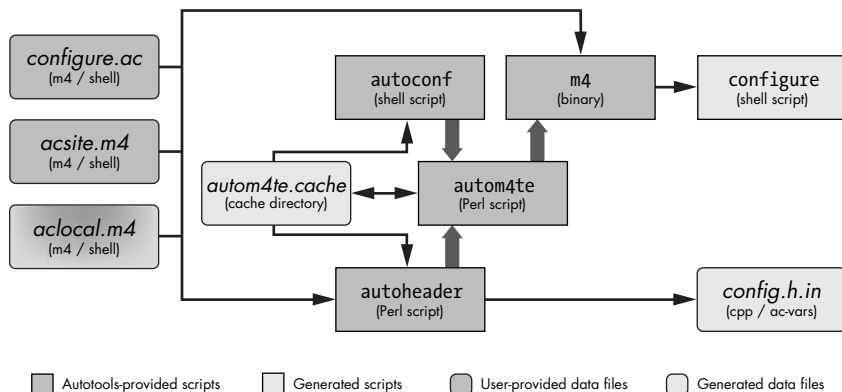 configure.ac
(m4 / shell)
acsite.m4
(m4 / shell)
aclocal.m4
(m4 / shell)
autoconf
(shell script)
m4
(binary)
configure
(shell script)
autom4te.cache
(cache directory)
autom4te
(Perl script)
autoheader
(Perl script)
config.h.in
(cpp / ac-vars)
Autotools-provided scripts
Generated scripts
User-provided data files
Generated data files